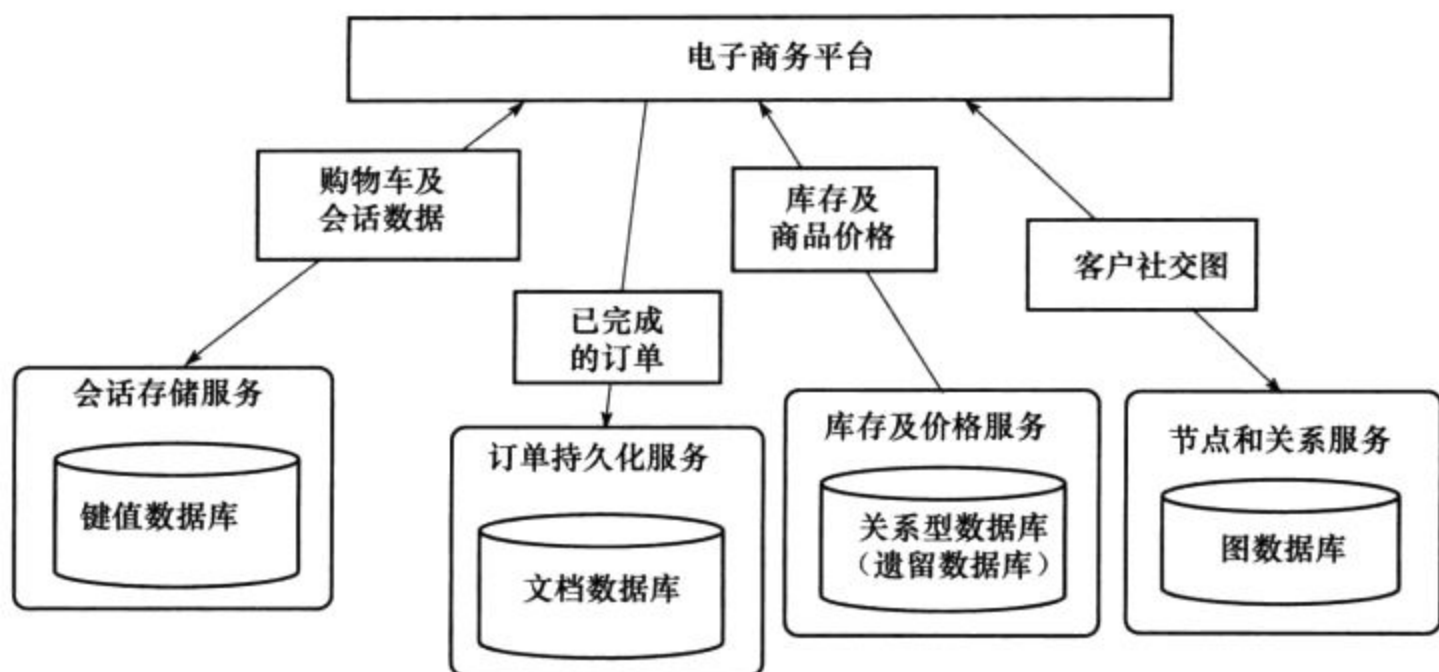 电子商务平台
购物车及
会话数据
库存及
商品价格
客户社交图
已完成
的订单
会话存储服务
键值数据库
订单持久化服务
文档数据库
库存及价格服务
关系型数据库
（遗留数据库）
节点和关系服务
图数据库